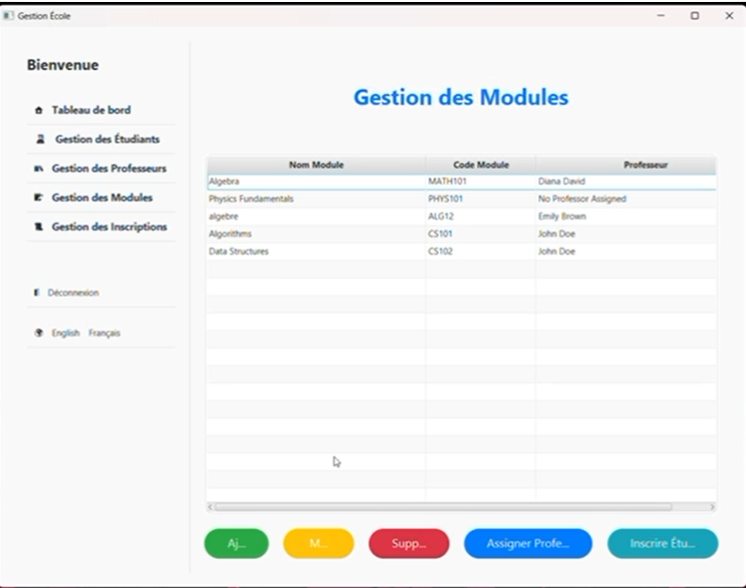 Gestion École
Bienvenue
Tableau de bord
Gestion des Étudiants
Gestion des Professeurs
Gestion des Modules
Gestion des Inscriptions
Déconnexion
English Français
Gestion des Modules
Nom Module Code Module Professeur
Algebra MATH101 Diana David
Physics Fundamentals PHYS101 No Professor Assigned
algebre ALG12 Emily Brown
Algorithms CS101 John Doe
Data Structures CS102 John Doe
Aj... M... Supp... Assigner Profe... Inscrire Étu...